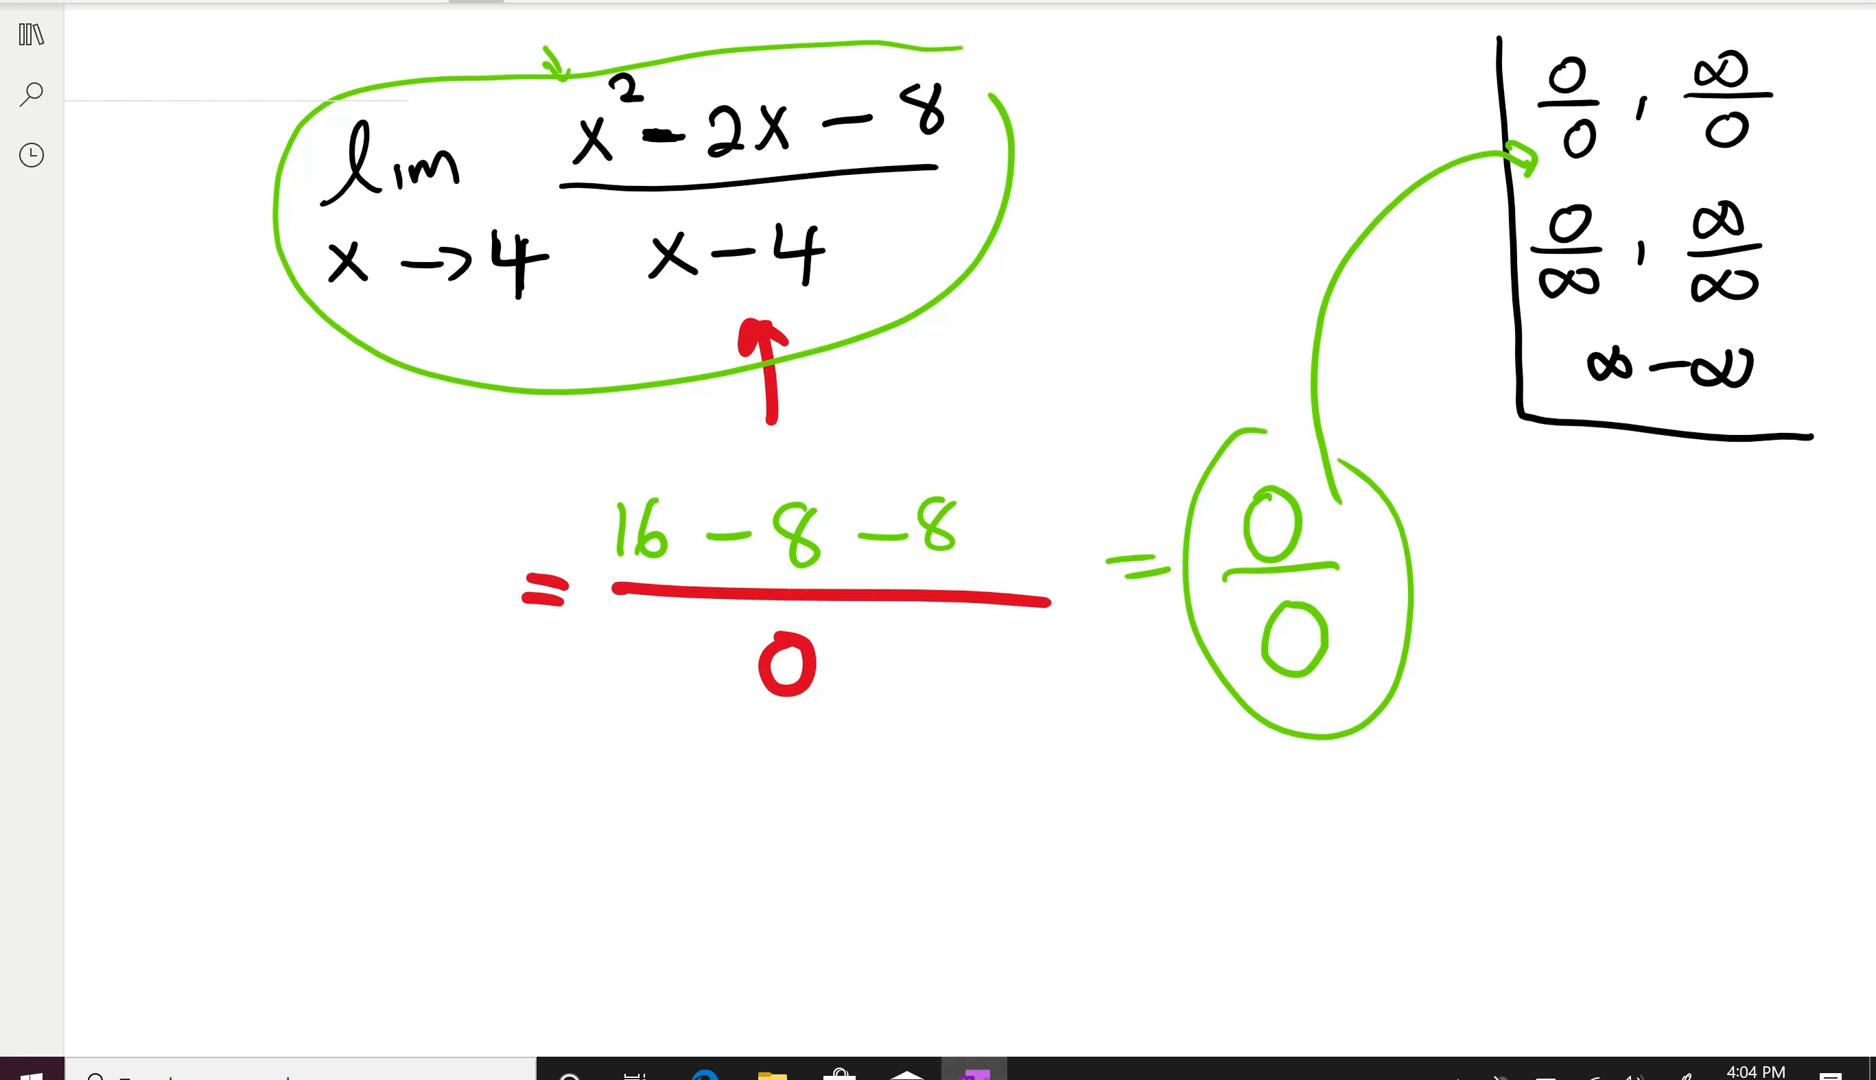 lim x→4 (x² - 2x - 8)/(x - 4)
0/0 , ∞/0
0/∞ , ∞/∞
∞ - ∞
= (16 - 8 - 8)/0 = 0/0
4:04 PM